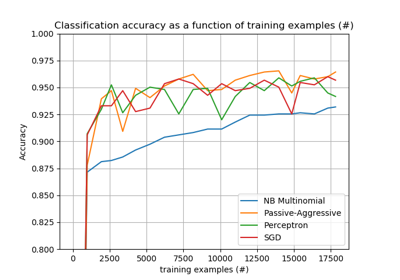 Classification accuracy as a function of training examples (#)
1.000
0.975
0.950
0.925
0.900
0.875
0.850
0.825
0.800
Accuracy
NB Multinomial
Passive-Aggressive
Perceptron
SGD
0 2500 5000 7500 10000 12500 15000 17500
training examples (#)